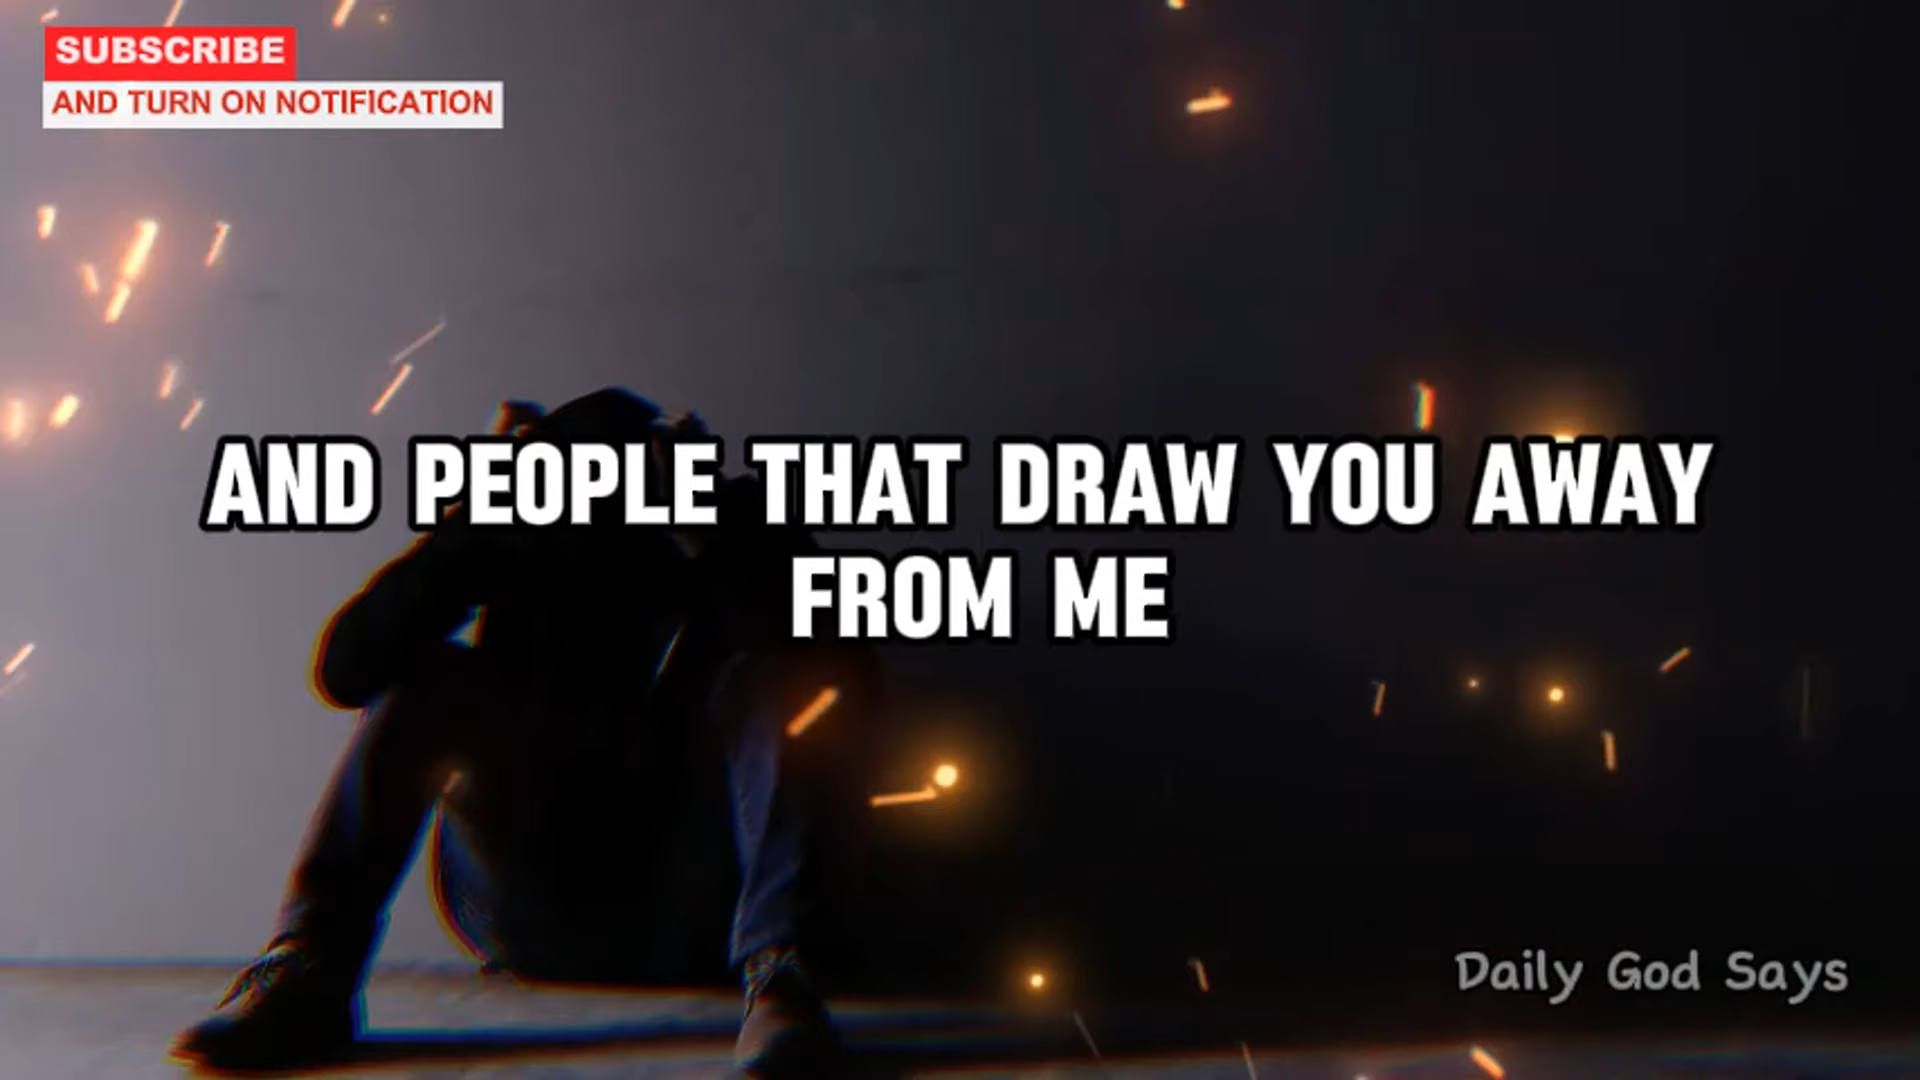 SUBSCRIBE
AND TURN ON NOTIFICATION
AND PEOPLE THAT DRAW YOU AWAY
FROM ME
Daily God Says